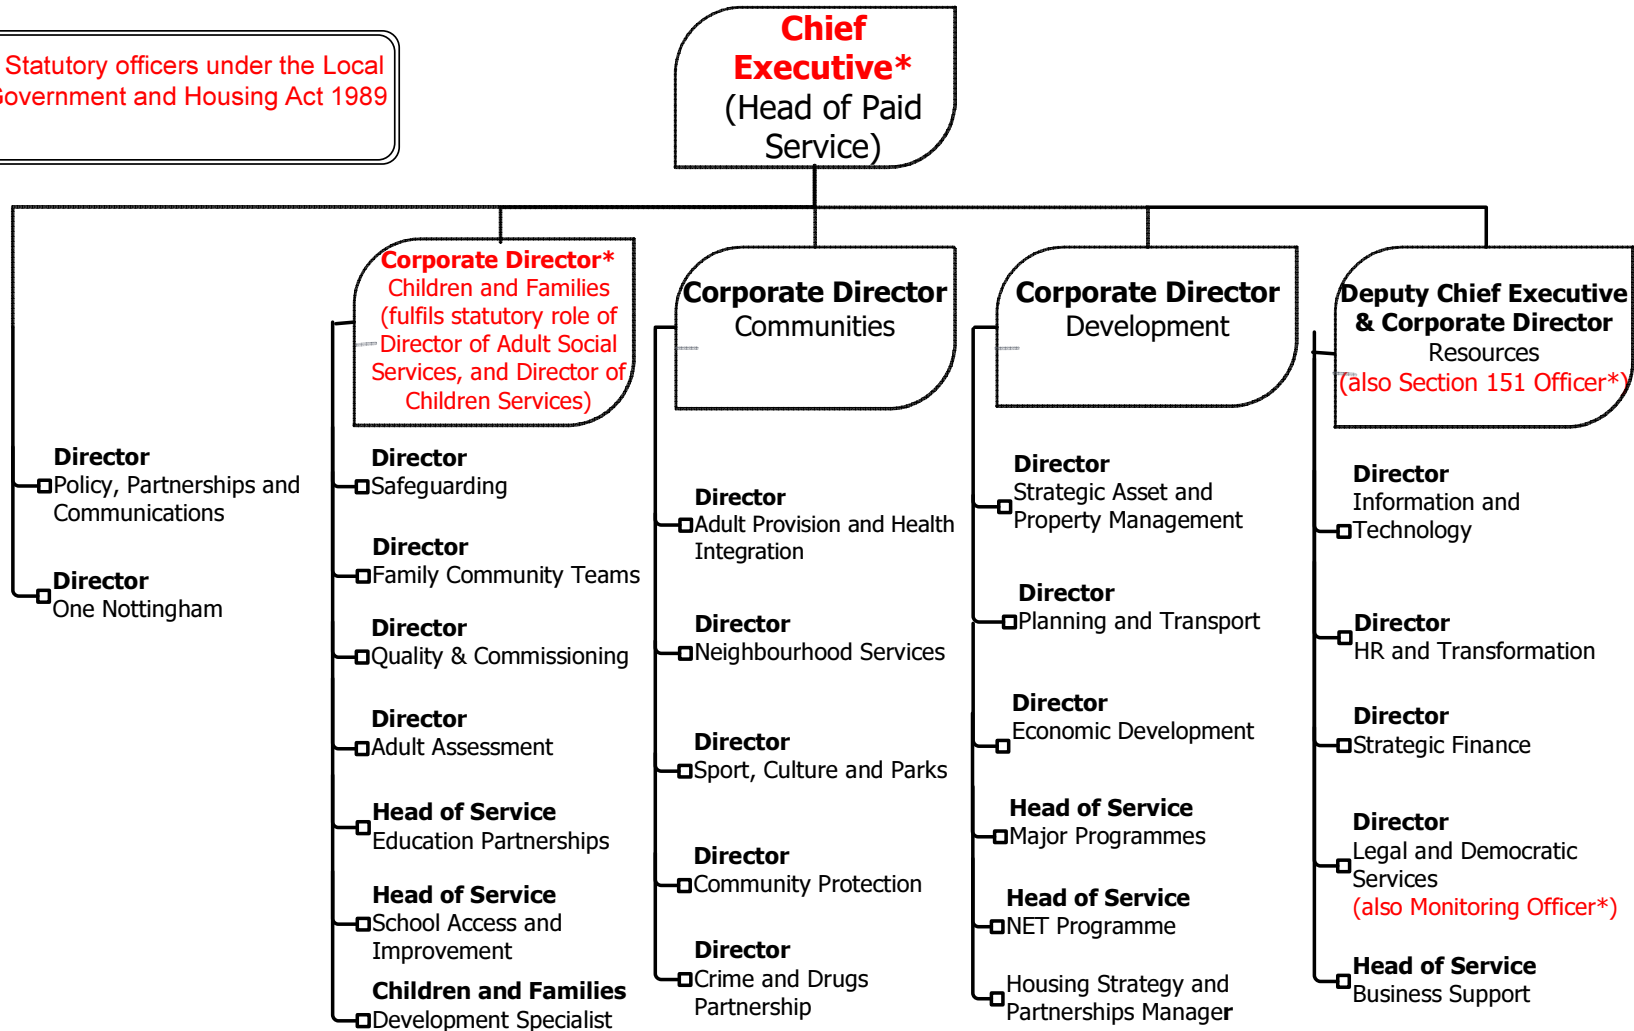 Statutory officers under the Local
Government and Housing Act 1989
Chief
Executive*
(Head of Paid
Service)
Corporate Director*
Children and Families
(fulfils statutory role of
Director of Adult Social
Services, and Director of
Children Services)
Corporate Director
Communities
Corporate Director
Development
Deputy Chief Executive
& Corporate Director
Resources
(also Section 151 Officer*)
Director
Policy, Partnerships and
Communications
Director
One Nottingham
Director
Safeguarding
Director
Family Community Teams
Director
Quality & Commissioning
Director
Adult Assessment
Head of Service
Education Partnerships
Head of Service
School Access and
Improvement
Children and Families
Development Specialist
Director
Adult Provision and Health
Integration
Director
Neighbourhood Services
Director
Sport, Culture and Parks
Director
Community Protection
Director
Crime and Drugs
Partnership
Director
Strategic Asset and
Property Management
Director
Planning and Transport
Director
Economic Development
Head of Service
Major Programmes
Head of Service
NET Programme
Housing Strategy and
Partnerships Manager
Director
Information and
Technology
Director
HR and Transformation
Director
Strategic Finance
Director
Legal and Democratic
Services
(also Monitoring Officer*)
Head of Service
Business Support